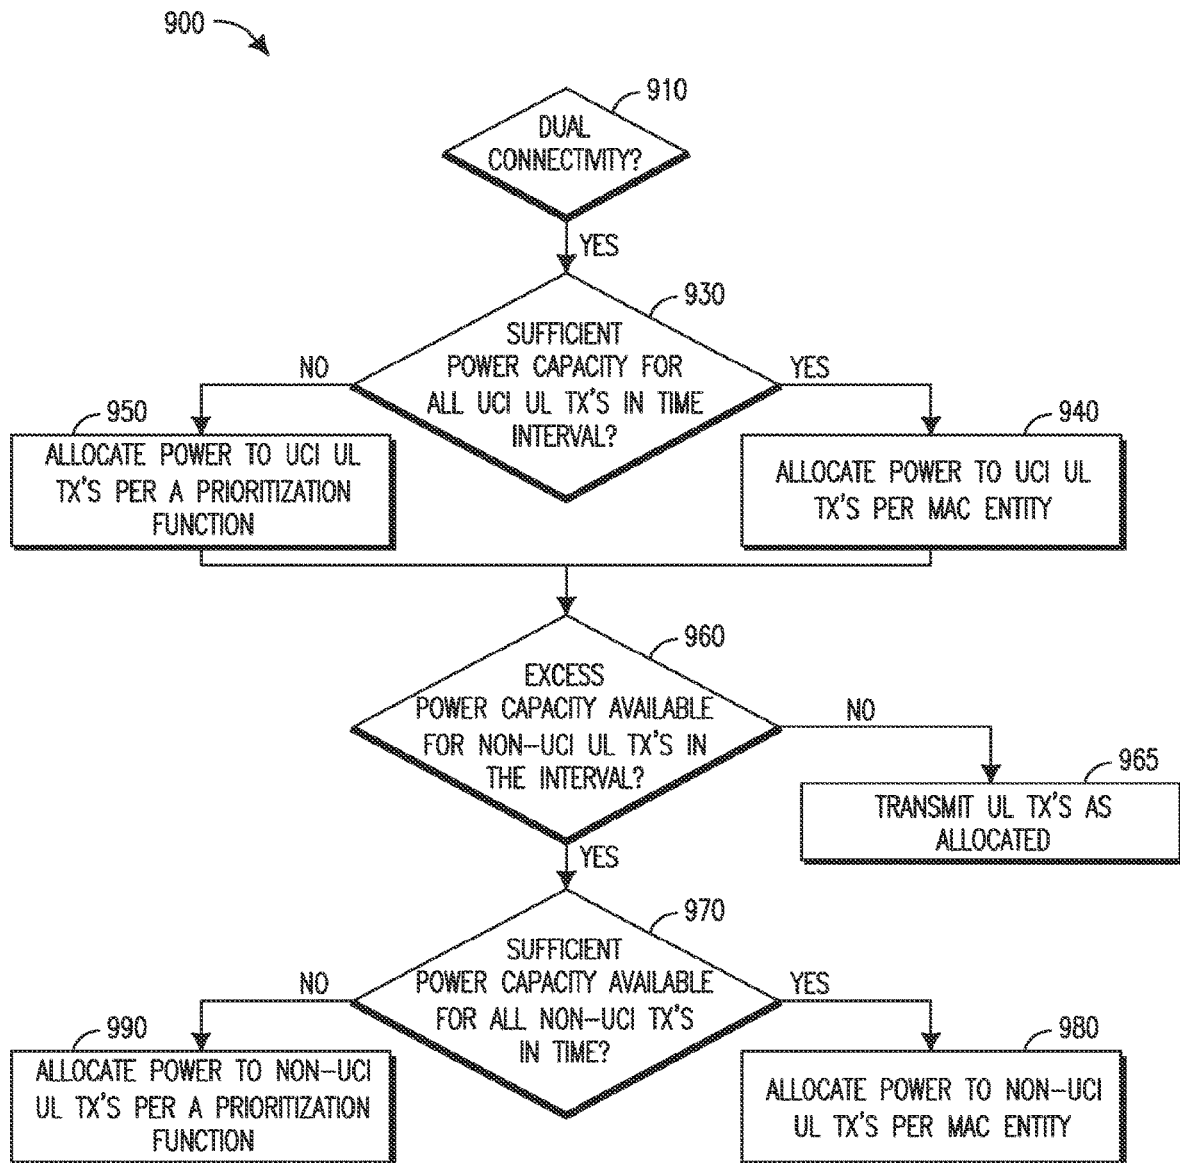 900
910
DUAL
CONNECTIVITY?
YES
930
SUFFICIENT
POWER CAPACITY FOR
ALL UCI UL TX'S IN TIME
INTERVAL?
NO
YES
950
ALLOCATE POWER TO UCI UL
TX'S PER A PRIORITIZATION
FUNCTION
940
ALLOCATE POWER TO UCI UL
TX'S PER MAC ENTITY
960
EXCESS
POWER CAPACITY AVAILABLE
FOR NON-UCI UL TX'S IN
THE INTERVAL?
NO
965
TRANSMIT UL TX'S AS
ALLOCATED
YES
970
SUFFICIENT
POWER CAPACITY AVAILABLE
FOR ALL NON-UCI TX'S
IN TIME?
NO
YES
990
ALLOCATE POWER TO NON-UCI
UL TX'S PER A PRIORITIZATION
FUNCTION
980
ALLOCATE POWER TO NON-UCI
UL TX'S PER MAC ENTITY